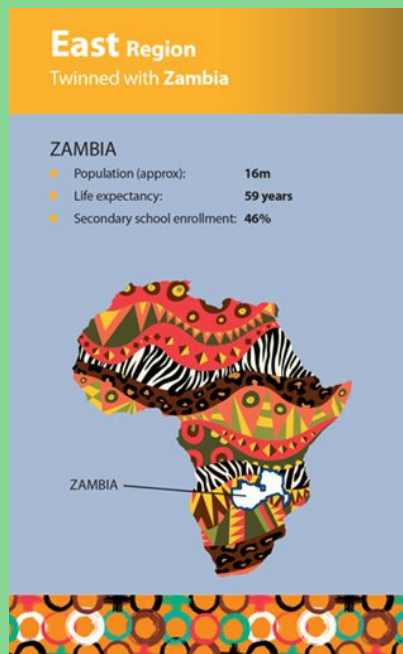 East Region
Twinned with Zambia
ZAMBIA
Population (approx): 16m
Life expectancy: 59 years
Secondary school enrollment: 46%
ZAMBIA